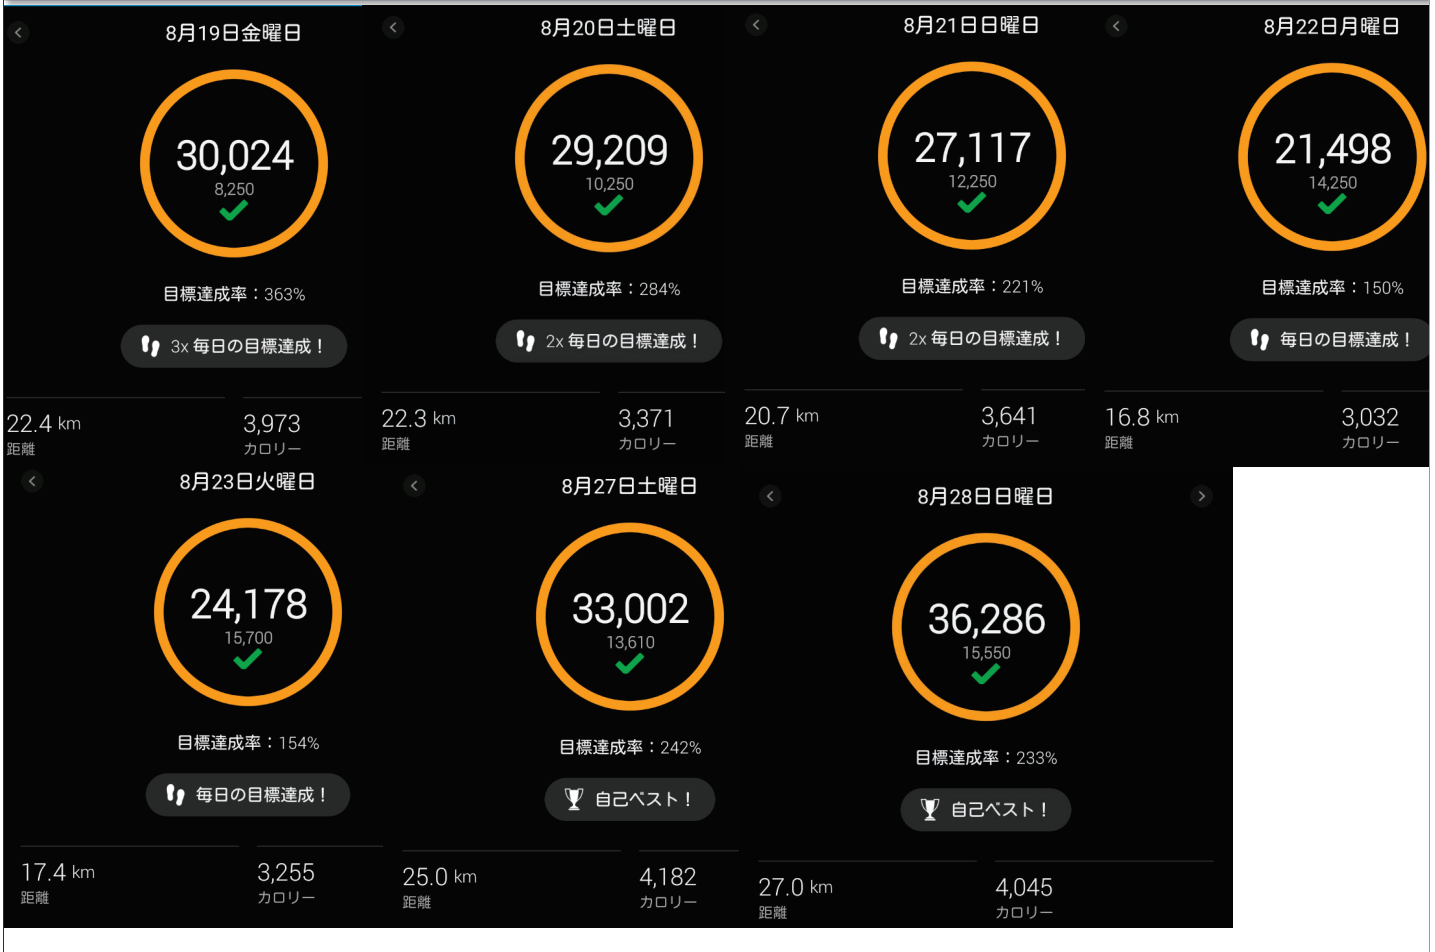 8月19日金曜日
30,024
8,250
目標達成率：363%
3x 毎日の目標達成！
22.4 km
距離
3,973
カロリー
8月20日土曜日
29,209
10,250
目標達成率：284%
2x 毎日の目標達成！
22.3 km
距離
3,371
カロリー
8月21日日曜日
27,117
12,250
目標達成率：221%
2x 毎日の目標達成！
20.7 km
距離
3,641
カロリー
8月22日月曜日
21,498
14,250
目標達成率：150%
毎日の目標達成！
16.8 km
距離
3,032
カロリー
8月23日火曜日
24,178
15,700
目標達成率：154%
毎日の目標達成！
17.4 km
距離
3,255
カロリー
8月27日土曜日
33,002
13,610
目標達成率：242%
自己ベスト！
25.0 km
距離
4,182
カロリー
8月28日日曜日
36,286
15,550
目標達成率：233%
自己ベスト！
27.0 km
距離
4,045
カロリー